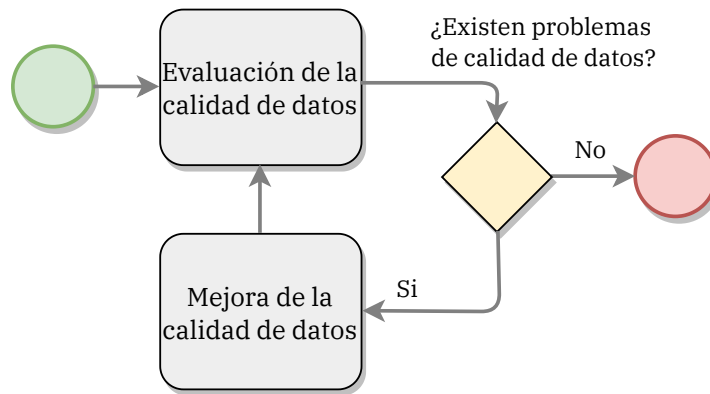 Evaluación de la
calidad de datos
¿Existen problemas
de calidad de datos?
No
Si
Mejora de la
calidad de datos